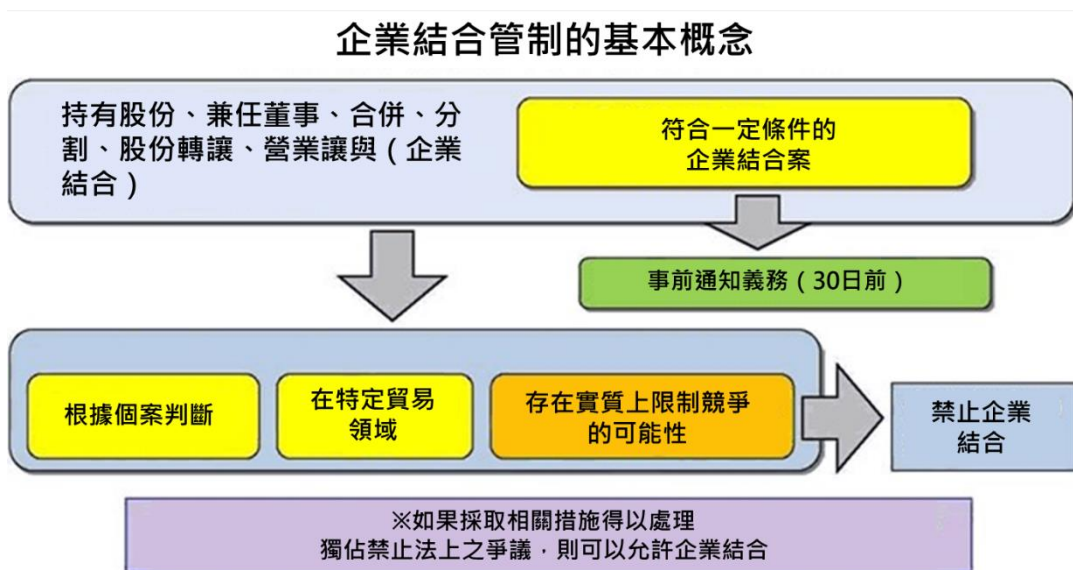 企業結合管制的基本概念
持有股份、兼任董事、合併、分
割、股份轉讓、營業讓與(企業
結合)
符合一定條件的
企業結合案
事前通知義務(30日前)
根據個案判斷
在特定貿易
領域
存在實質上限制競爭
的可能性
禁止企業
結合
※如果採取相關措施得以處理
獨佔禁止法上之爭議,則可以允許企業結合